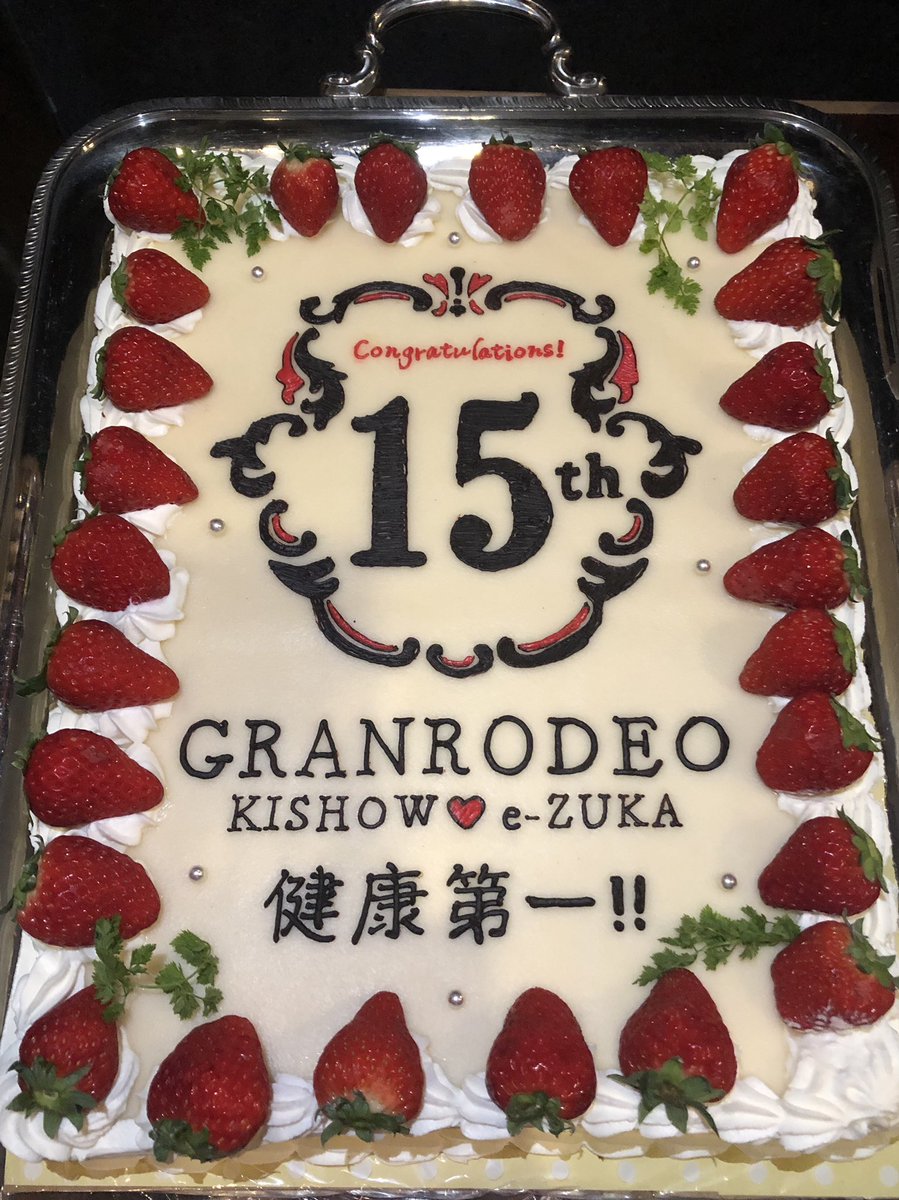 Congratulations!
15th
GRANRODEO
KISHOW♥e-ZUKA
健康第一!!